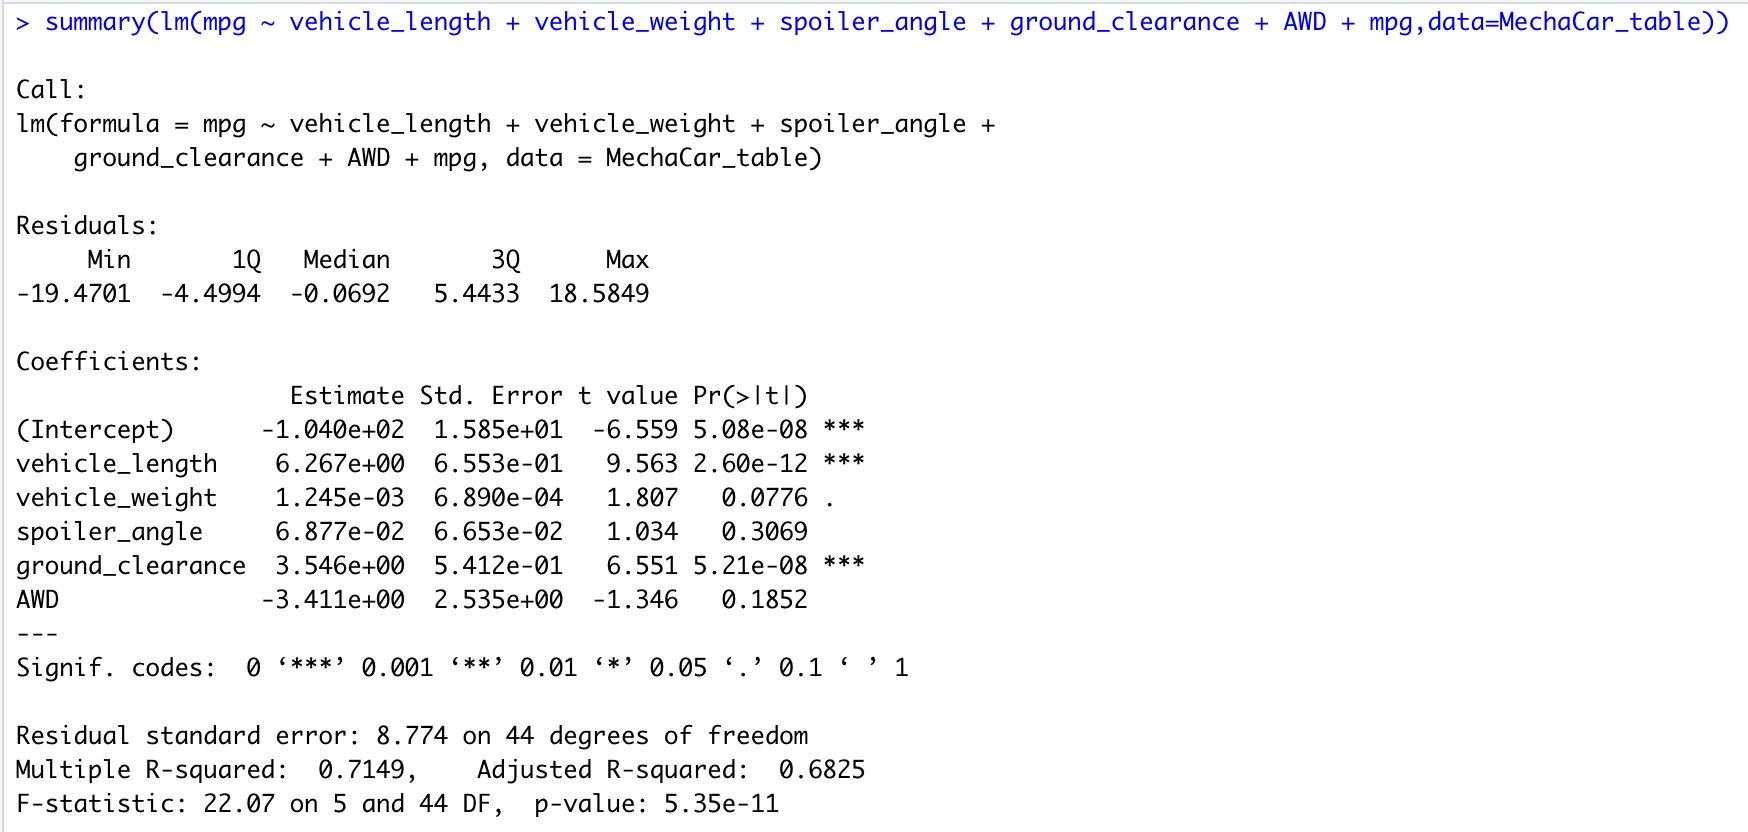 > summary(lm(mpg ~ vehicle_length + vehicle_weight + spoiler_angle + ground_clearance + AWD + mpg,data=MechaCar_table))

Call:
lm(formula = mpg ~ vehicle_length + vehicle_weight + spoiler_angle +
    ground_clearance + AWD + mpg, data = MechaCar_table)

Residuals:
     Min       1Q   Median       3Q      Max
-19.4701  -4.4994  -0.0692   5.4433  18.5849

Coefficients:
                   Estimate Std. Error t value Pr(>|t|)
(Intercept)      -1.040e+02  1.585e+01  -6.559 5.08e-08 ***
vehicle_length    6.267e+00  6.553e-01   9.563 2.60e-12 ***
vehicle_weight    1.245e-03  6.890e-04   1.807   0.0776 .
spoiler_angle     6.877e-02  6.653e-02   1.034   0.3069
ground_clearance  3.546e+00  5.412e-01   6.551 5.21e-08 ***
AWD              -3.411e+00  2.535e+00  -1.346   0.1852
---
Signif. codes:  0 ‘***’ 0.001 ‘**’ 0.01 ‘*’ 0.05 ‘.’ 0.1 ‘ ’ 1

Residual standard error: 8.774 on 44 degrees of freedom
Multiple R-squared:  0.7149,    Adjusted R-squared:  0.6825
F-statistic: 22.07 on 5 and 44 DF,  p-value: 5.35e-11